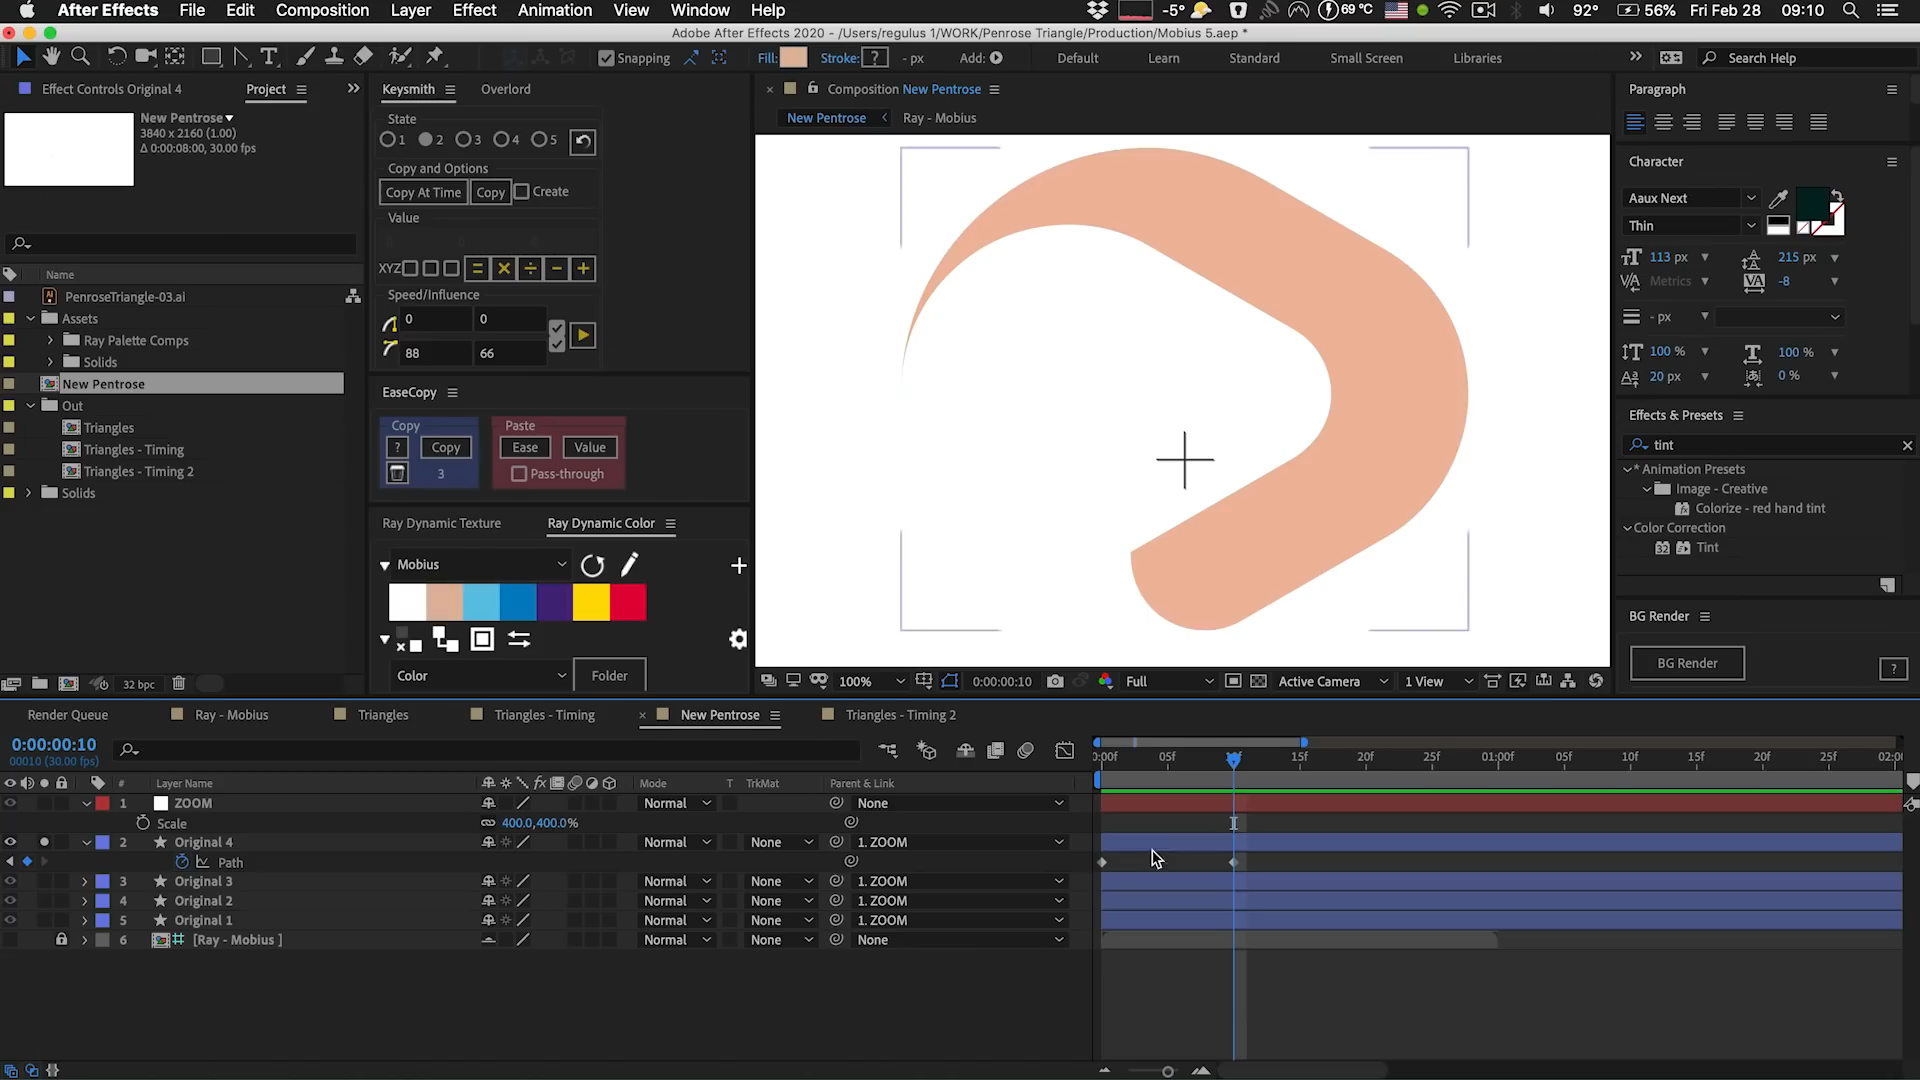 After Effects File Edit Composition Layer Effect Animation View Window Help -5° 69 °C 92° 56% Fri Feb 28 09:10
Adobe After Effects 2020 - /Users/regulus 1/WORK/Penrose Triangle/Production/Mobius 5.aep *
Snapping Fill: Stroke: ? - px Add: Default Learn Standard Small Screen Libraries Search Help
Effect Controls Original 4 Project
New Pentrose
3840 x 2160 (1.00)
Δ 0:00:08:00, 30.00 fps
Name
PenroseTriangle-03.ai
Assets
Ray Palette Comps
Solids
New Pentrose
Out
Triangles
Triangles - Timing
Triangles - Timing 2
Solids
32 bpc
Keysmith Overlord
State
1 2 3 4 5
Copy and Options
Copy At Time Copy Create
Value
XYZ = × ÷ − +
Speed/Influence
0 0
88 66
EaseCopy
Copy Paste
? Copy Ease Value
3 Pass-through
Ray Dynamic Texture Ray Dynamic Color
Mobius
Color Folder
Composition New Pentrose
New Pentrose Ray - Mobius
100% 0:00:00:10 Full Active Camera 1 View
Paragraph
Character
Aaux Next
Thin
113 px 215 px
Metrics -8
- px
100 % 100 %
20 px 0 %
Effects & Presets
tint
* Animation Presets
Image - Creative
Colorize - red hand tint
Color Correction
32 Tint
BG Render
BG Render ?
Render Queue Ray - Mobius Triangles Triangles - Timing New Pentrose Triangles - Timing 2
0:00:00:10
00010 (30.00 fps)
:00f 05f 15f 20f 25f 01:00f 05f 10f 15f 20f 25f 02:00
# Layer Name fx Mode T TrkMat Parent & Link
1 ZOOM Normal None
Scale 400.0,400.0%
2 Original 4 Normal None 1. ZOOM
Path
3 Original 3 Normal None 1. ZOOM
4 Original 2 Normal None 1. ZOOM
5 Original 1 Normal None 1. ZOOM
6 [Ray - Mobius ] Normal None None